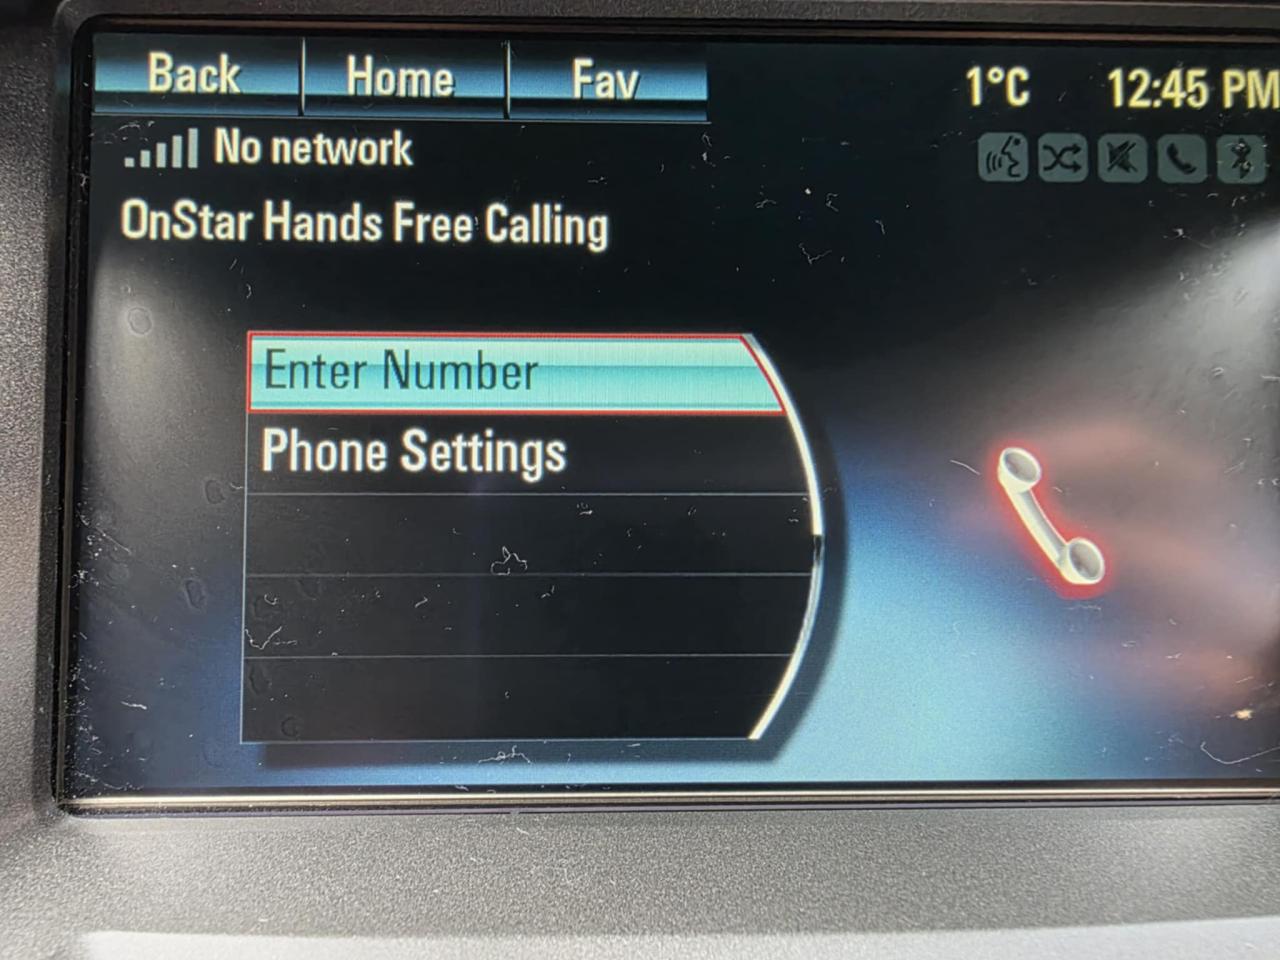 Back Home Fav 1°C 12:45 PM
No network
OnStar Hands Free Calling
Enter Number
Phone Settings